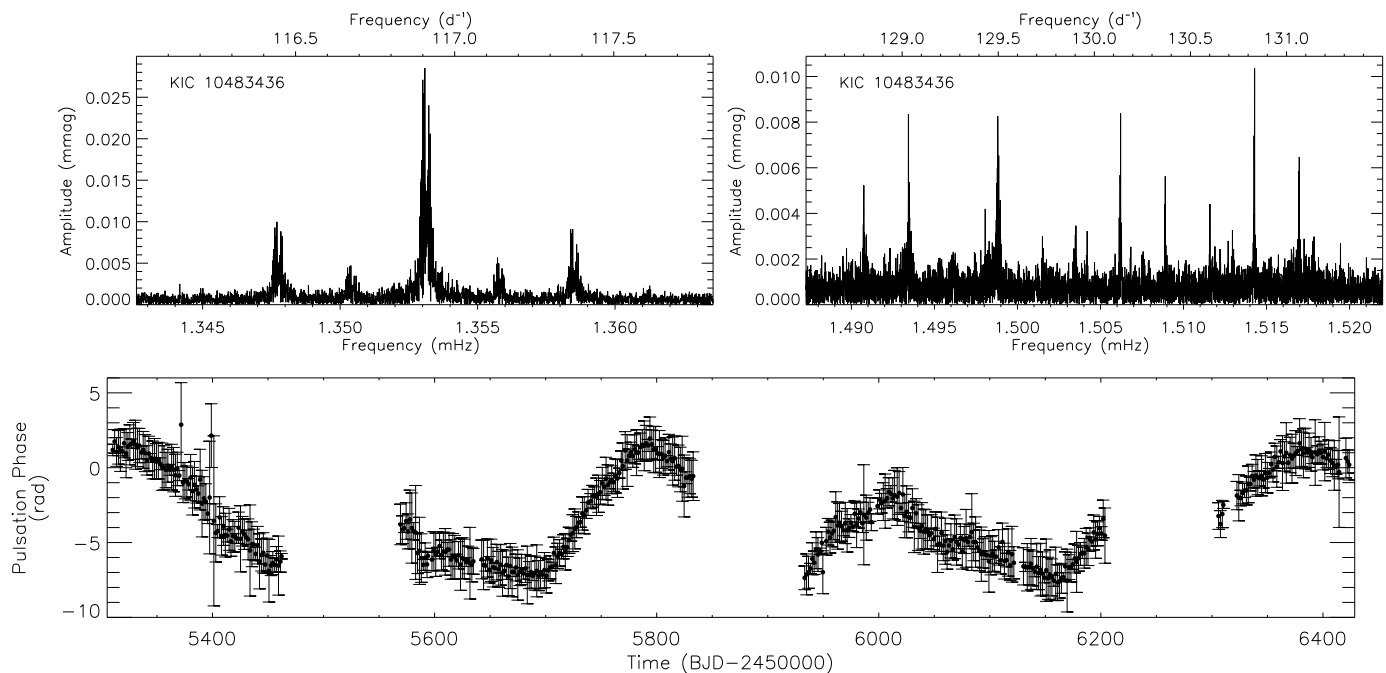 Frequency (d⁻¹)
116.5 117.0 117.5
KIC 10483436
Amplitude (mmag)
0.025
0.020
0.015
0.010
0.005
0.000
1.345 1.350 1.355 1.360
Frequency (mHz)
Frequency (d⁻¹)
129.0 129.5 130.0 130.5 131.0
KIC 10483436
Amplitude (mmag)
0.010
0.008
0.006
0.004
0.002
0.000
1.490 1.495 1.500 1.505 1.510 1.515 1.520
Frequency (mHz)
Pulsation Phase
(rad)
5
0
−5
−10
5400 5600 5800 6000 6200 6400
Time (BJD−2450000)